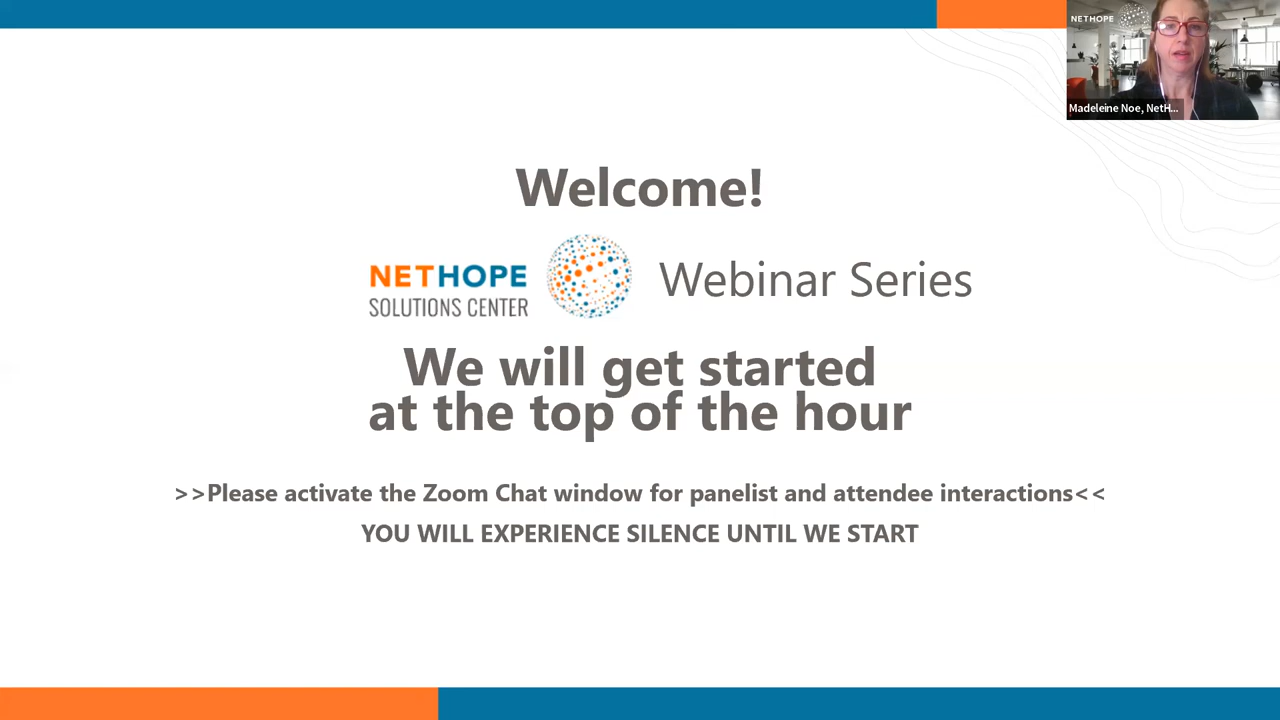 NETHOPE
Madeleine Noe, NetH...
Welcome!
NETHOPE
SOLUTIONS CENTER
Webinar Series
We will get started
at the top of the hour
>>Please activate the Zoom Chat window for panelist and attendee interactions<<
YOU WILL EXPERIENCE SILENCE UNTIL WE START